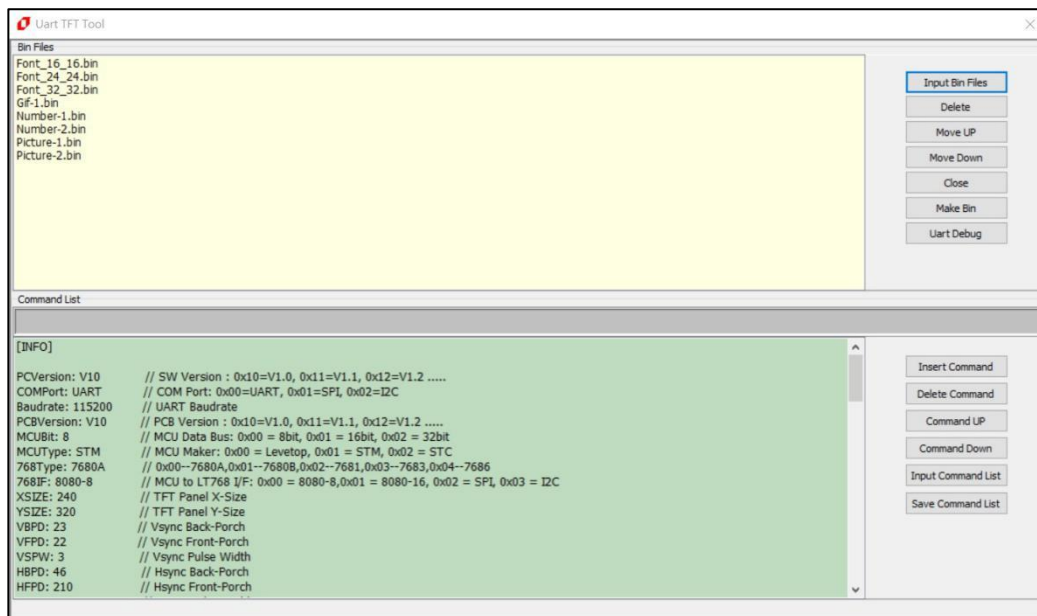 Uart TFT Tool
Bin Files
Font_16_16.bin
Font_24_24.bin
Font_32_32.bin
Gif-1.bin
Number-1.bin
Number-2.bin
Picture-1.bin
Picture-2.bin
Input Bin Files
Delete
Move UP
Move Down
Close
Make Bin
Uart Debug
Command List
[INFO]
PCVersion: V10 // SW Version : 0x10=V1.0, 0x11=V1.1, 0x12=V1.2 .....
COMPort: UART // COM Port: 0x00=UART, 0x01=SPI, 0x02=I2C
Baudrate: 115200 // UART Baudrate
PCBVersion: V10 // PCB Version : 0x10=V1.0, 0x11=V1.1, 0x12=V1.2 .....
MCUBit: 8 // MCU Data Bus: 0x00 = 8bit, 0x01 = 16bit, 0x02 = 32bit
MCUType: STM // MCU Maker: 0x00 = Levetop, 0x01 = STM, 0x02 = STC
768Type: 7680A // 0x00--7680A,0x01--7680B,0x02--7681,0x03--7683,0x04--7686
768IF: 8080-8 // MCU to LT768 I/F: 0x00 = 8080-8,0x01 = 8080-16, 0x02 = SPI, 0x03 = I2C
XSIZE: 240 // TFT Panel X-Size
YSIZE: 320 // TFT Panel Y-Size
VBPD: 23 // Vsync Back-Porch
VFPD: 22 // Vsync Front-Porch
VSPW: 3 // Vsync Pulse Width
HBPD: 46 // Hsync Back-Porch
HFPD: 210 // Hsync Front-Porch
Insert Command
Delete Command
Command UP
Command Down
Input Command List
Save Command List